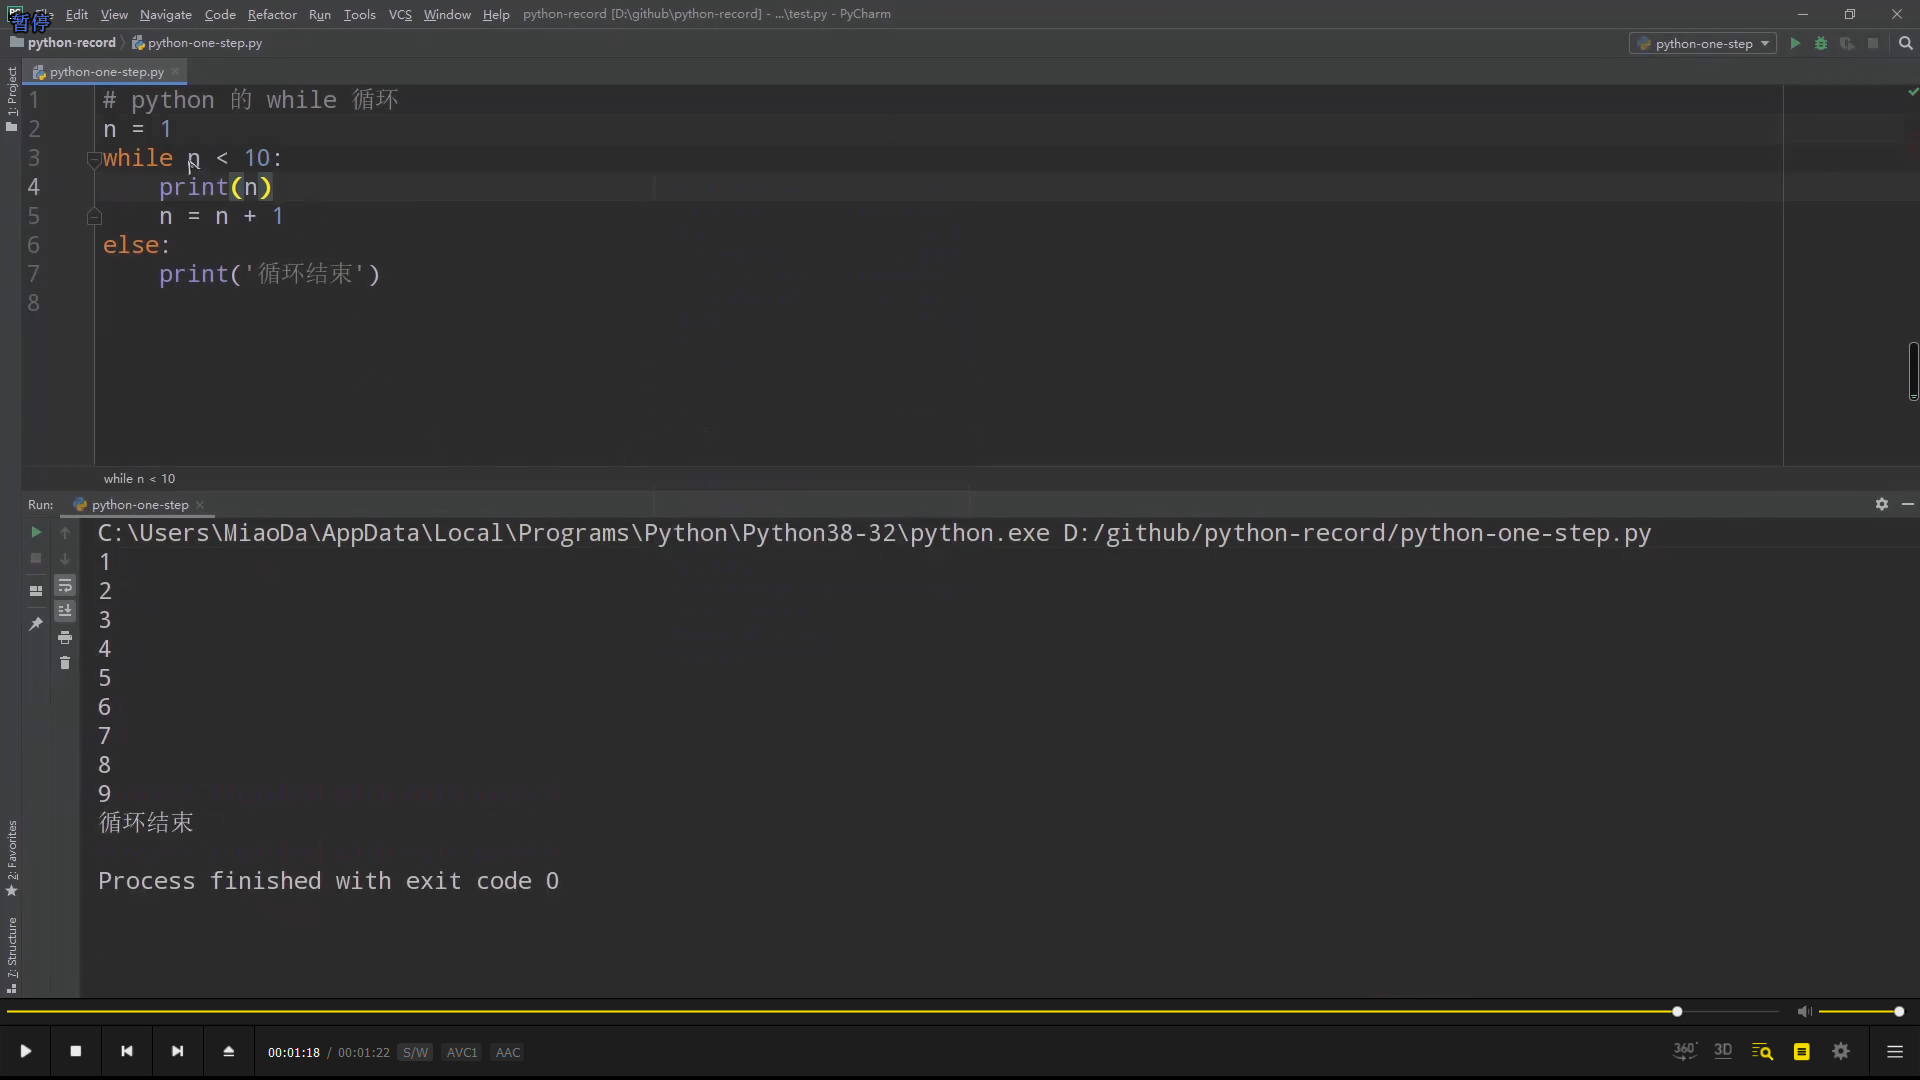 暂停
Edit View Navigate Code Refactor Run Tools VCS Window Help python-record [D:\github\python-record] - ...\test.py - PyCharm
python-record python-one-step.py
python-one-step
python-one-step.py
1: Project
1 # python 的 while 循环
2 n = 1
3 while n < 10:
4 print(n)
5 n = n + 1
6 else:
7 print('循环结束')
8
while n < 10
Run: python-one-step
C:\Users\MiaoDa\AppData\Local\Programs\Python\Python38-32\python.exe D:/github/python-record/python-one-step.py
1
2
3
4
5
6
7
8
9
循环结束
Process finished with exit code 0
2: Favorites
7: Structure
00:01:18 / 00:01:22 S/W AVC1 AAC
360° 3D